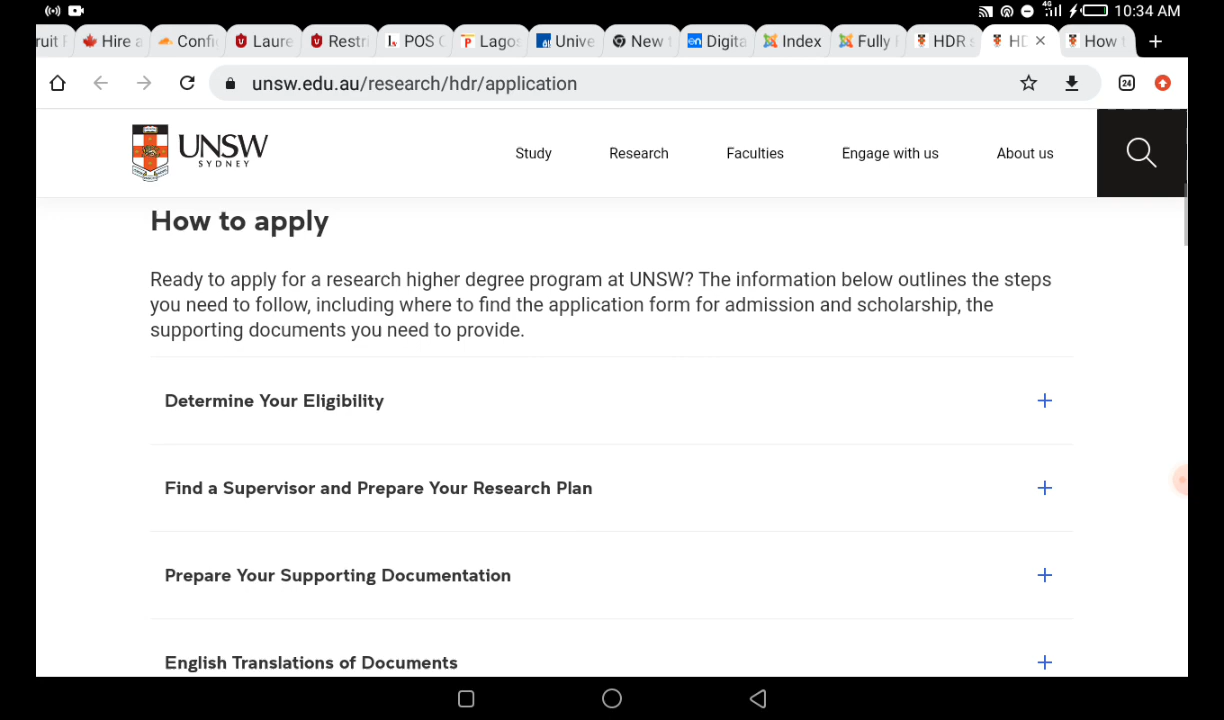 4G 10:34 AM
ruit Hire a Confi Laure Restri POS C Lagos Unive New t Digita Index Fully HDR s HD How t
unsw.edu.au/research/hdr/application 24
UNSW
SYDNEY
Study Research Faculties Engage with us About us
How to apply
Ready to apply for a research higher degree program at UNSW? The information below outlines the steps
you need to follow, including where to find the application form for admission and scholarship, the
supporting documents you need to provide.
Determine Your Eligibility
Find a Supervisor and Prepare Your Research Plan
Prepare Your Supporting Documentation
English Translations of Documents